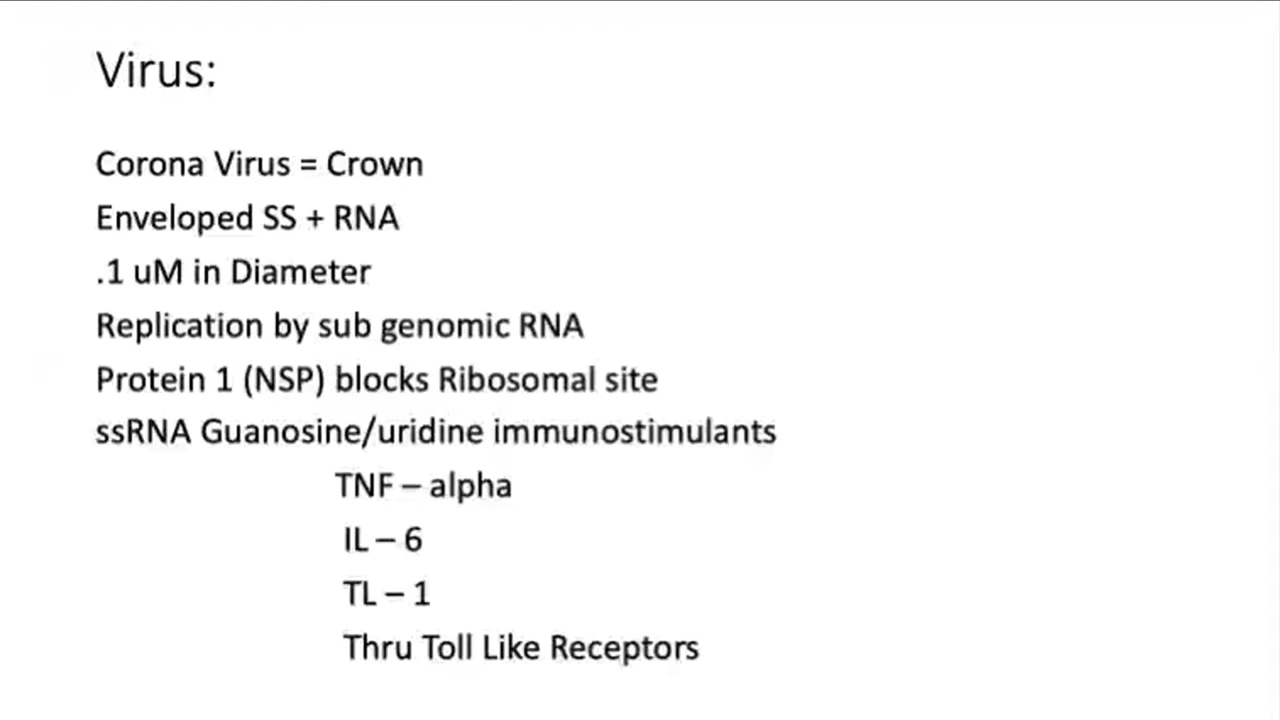 Virus:
Corona Virus = Crown
Enveloped SS + RNA
.1 uM in Diameter
Replication by sub genomic RNA
Protein 1 (NSP) blocks Ribosomal site
ssRNA Guanosine/uridine immunostimulants
TNF – alpha
IL – 6
TL – 1
Thru Toll Like Receptors